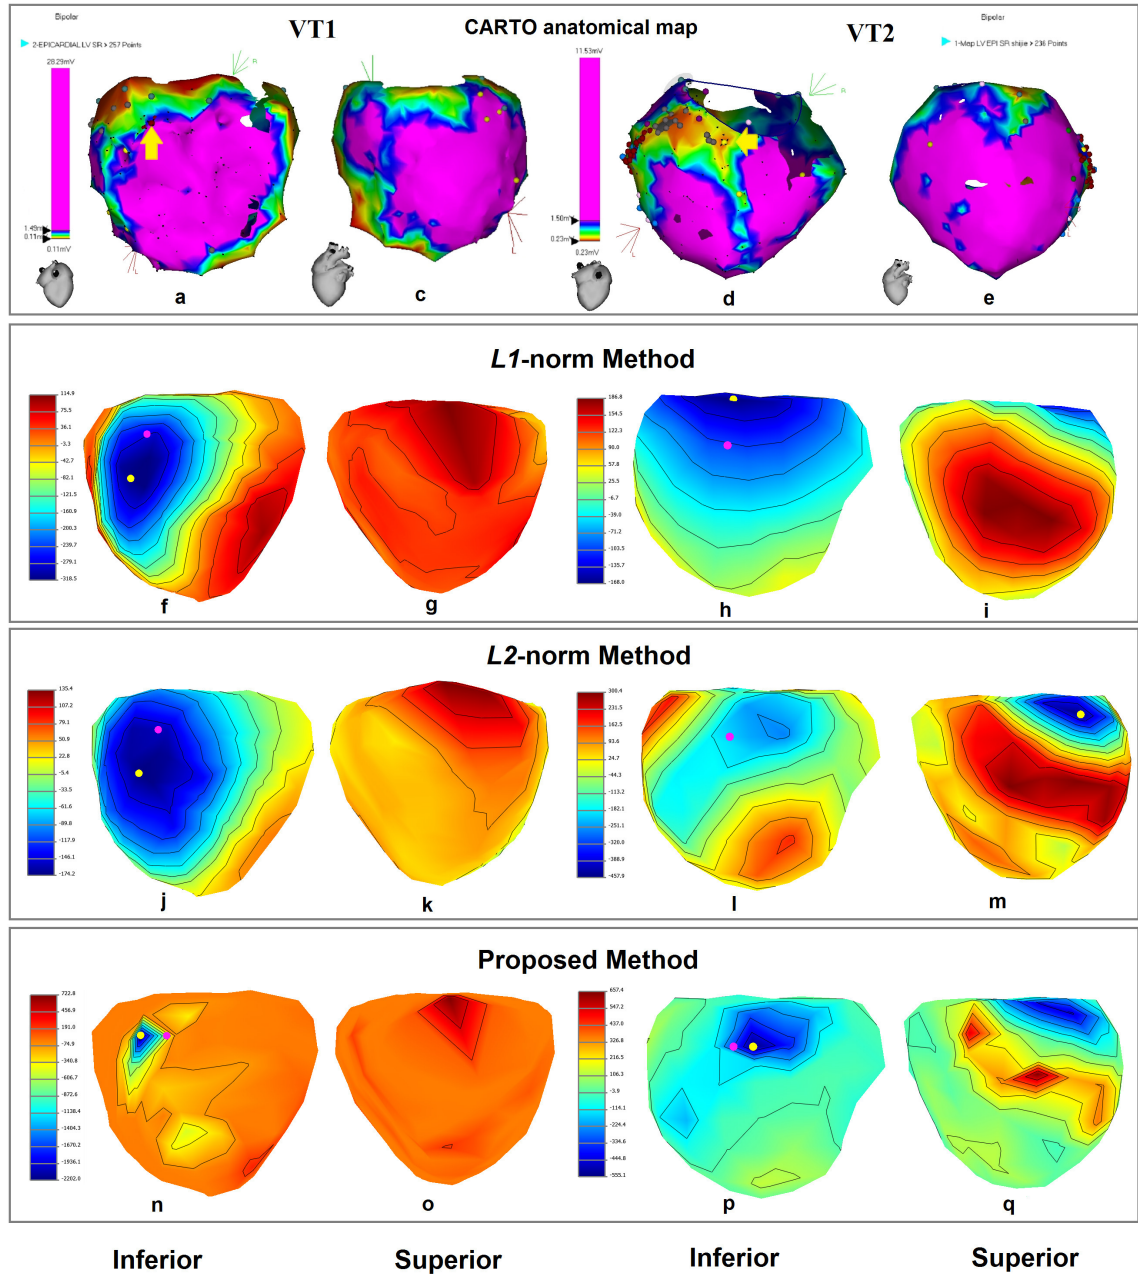 Bipolar
VT1
CARTO anatomical map
VT2
Bipolar
2-EPICARDIAL LV SR > 257 Points
1-Map LV EPI SR shijie > 236 Points
28.29mV
11.53mV
R
R
0.11mV
1.50mV
0.23mV
0.23mV
L
L
L
a
c
d
e
L1-norm Method
114.9
75.5
36.1
-3.3
-42.7
-82.1
-121.5
-160.9
-200.3
-239.7
-279.1
-318.5
186.8
154.5
122.3
90.0
57.8
25.5
-6.7
-39.0
-71.2
-103.5
-135.7
-168.0
f
g
h
i
L2-norm Method
135.4
107.2
79.1
50.9
22.8
-5.4
-33.5
-61.6
-89.8
-117.9
-146.1
-174.2
300.4
231.5
162.5
93.6
24.7
-44.3
-113.2
-182.1
-251.1
-320.0
-388.9
-457.9
j
k
l
m
Proposed Method
722.8
456.9
191.0
-74.9
-340.8
-606.7
-872.6
-1138.4
-1404.3
-1670.2
-1936.1
-2202.0
657.4
547.2
437.0
326.8
216.5
106.3
-3.9
-114.1
-224.4
-334.6
-444.8
-555.1
n
o
p
q
Inferior
Superior
Inferior
Superior